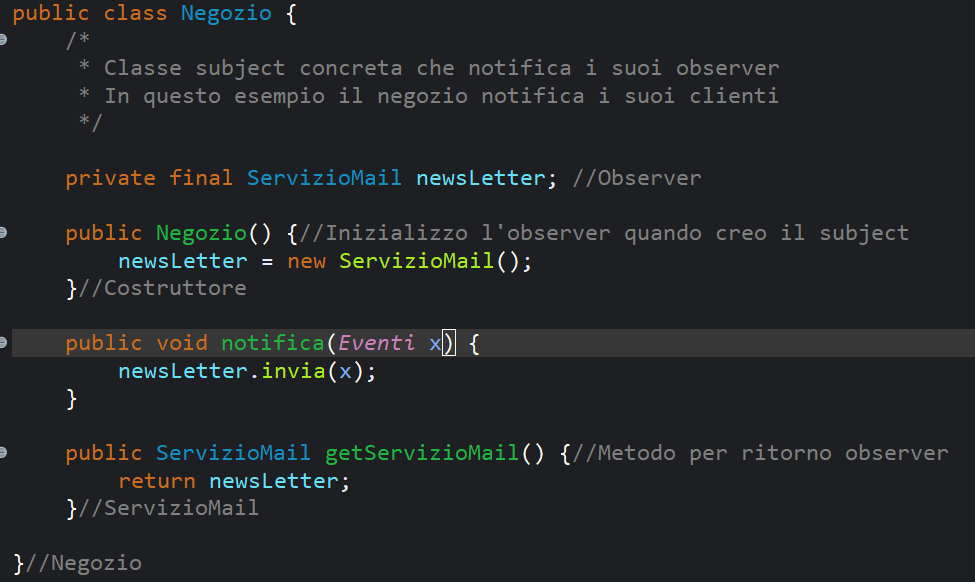 public class Negozio {
/*
* Classe subject concreta che notifica i suoi observer
* In questo esempio il negozio notifica i suoi clienti
*/
private final ServizioMail newsLetter; //Observer
public Negozio() {//Inizializzo l'observer quando creo il subject
newsLetter = new ServizioMail();
}//Costruttore
public void notifica(Eventi x) {
newsLetter.invia(x);
}
public ServizioMail getServizioMail() {//Metodo per ritorno observer
return newsLetter;
}//ServizioMail
}//Negozio